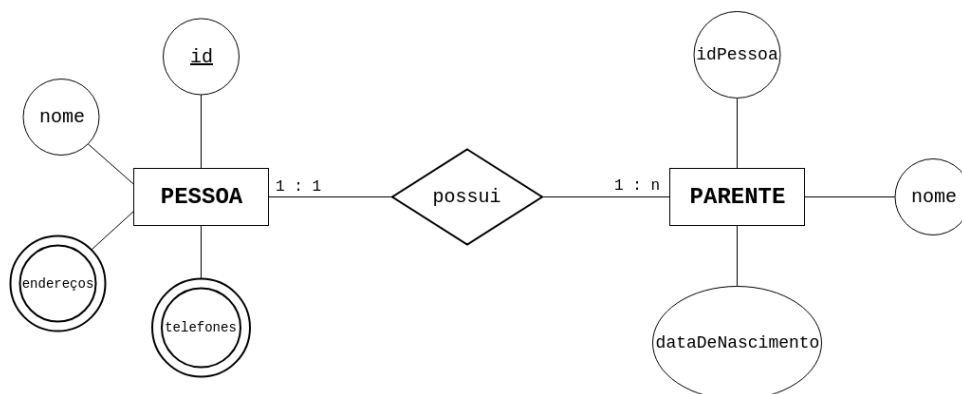 id
idPessoa
nome
PESSOA
1 : 1
possui
1 : n
PARENTE
nome
endereços
telefones
dataDeNascimento